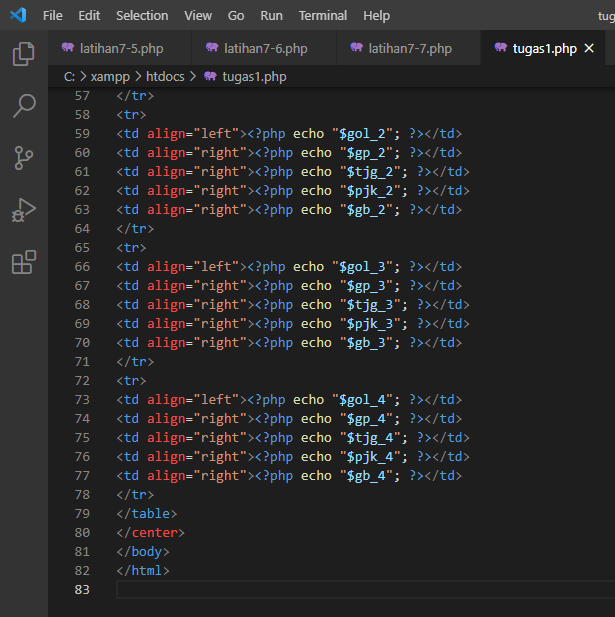 File Edit Selection View Go Run Terminal Help tug
latihan7-5.php latihan7-6.php latihan7-7.php tugas1.php ×
C: > xampp > htdocs > tugas1.php
57 </tr>
58 <tr>
59 <td align="left"><?php echo "$gol_2"; ?></td>
60 <td align="right"><?php echo "$gp_2"; ?></td>
61 <td align="right"><?php echo "$tjg_2"; ?></td>
62 <td align="right"><?php echo "$pjk_2"; ?></td>
63 <td align="right"><?php echo "$gb_2"; ?></td>
64 </tr>
65 <tr>
66 <td align="left"><?php echo "$gol_3"; ?></td>
67 <td align="right"><?php echo "$gp_3"; ?></td>
68 <td align="right"><?php echo "$tjg_3"; ?></td>
69 <td align="right"><?php echo "$pjk_3"; ?></td>
70 <td align="right"><?php echo "$gb_3"; ?></td>
71 </tr>
72 <tr>
73 <td align="left"><?php echo "$gol_4"; ?></td>
74 <td align="right"><?php echo "$gp_4"; ?></td>
75 <td align="right"><?php echo "$tjg_4"; ?></td>
76 <td align="right"><?php echo "$pjk_4"; ?></td>
77 <td align="right"><?php echo "$gb_4"; ?></td>
78 </tr>
79 </table>
80 </center>
81 </body>
82 </html>
83